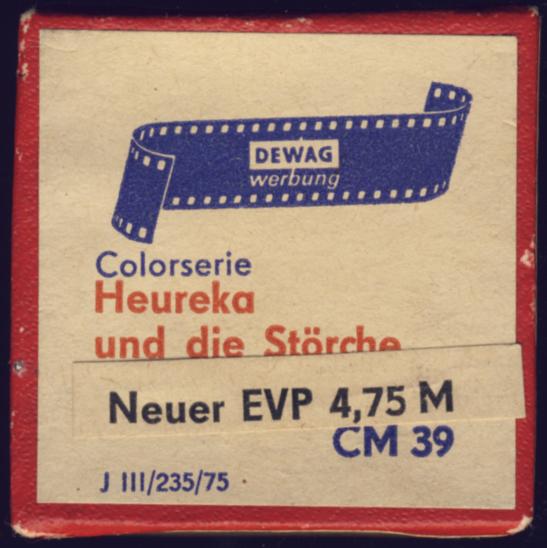 DEWAG
werbung
Colorserie
Heureka
und die Störche
Neuer EVP 4,75 M
CM 39
J III/235/75